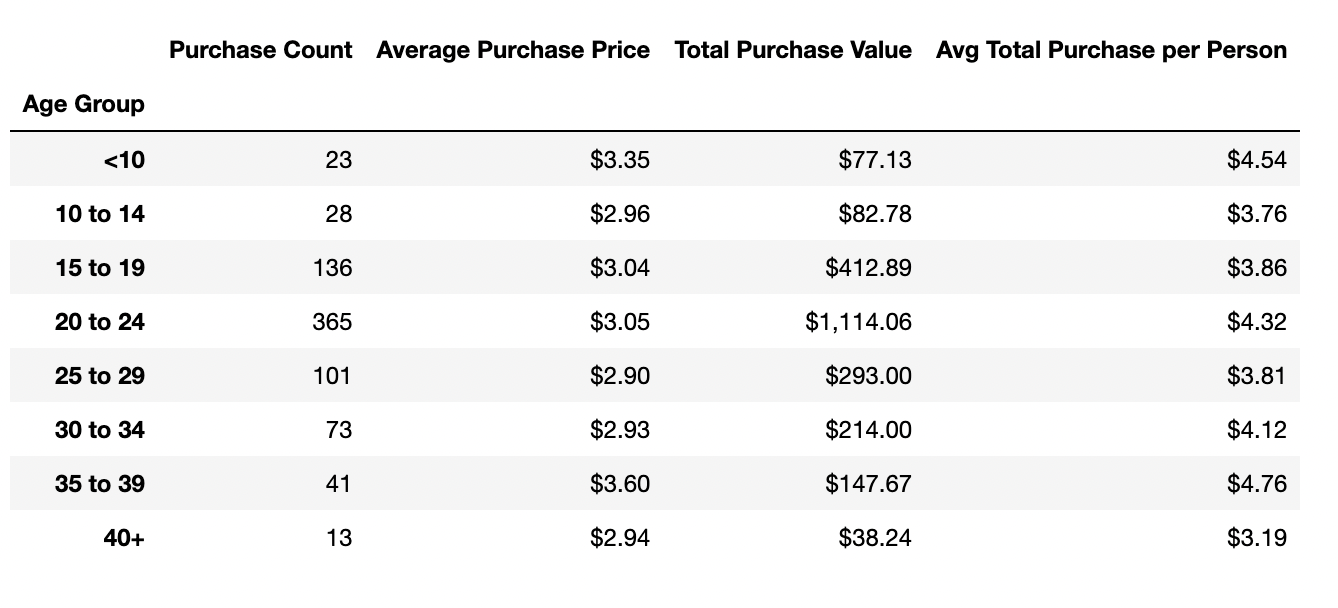 Purchase Count Average Purchase Price Total Purchase Value Avg Total Purchase per Person
Age Group
<10 23 $3.35 $77.13 $4.54
10 to 14 28 $2.96 $82.78 $3.76
15 to 19 136 $3.04 $412.89 $3.86
20 to 24 365 $3.05 $1,114.06 $4.32
25 to 29 101 $2.90 $293.00 $3.81
30 to 34 73 $2.93 $214.00 $4.12
35 to 39 41 $3.60 $147.67 $4.76
40+ 13 $2.94 $38.24 $3.19